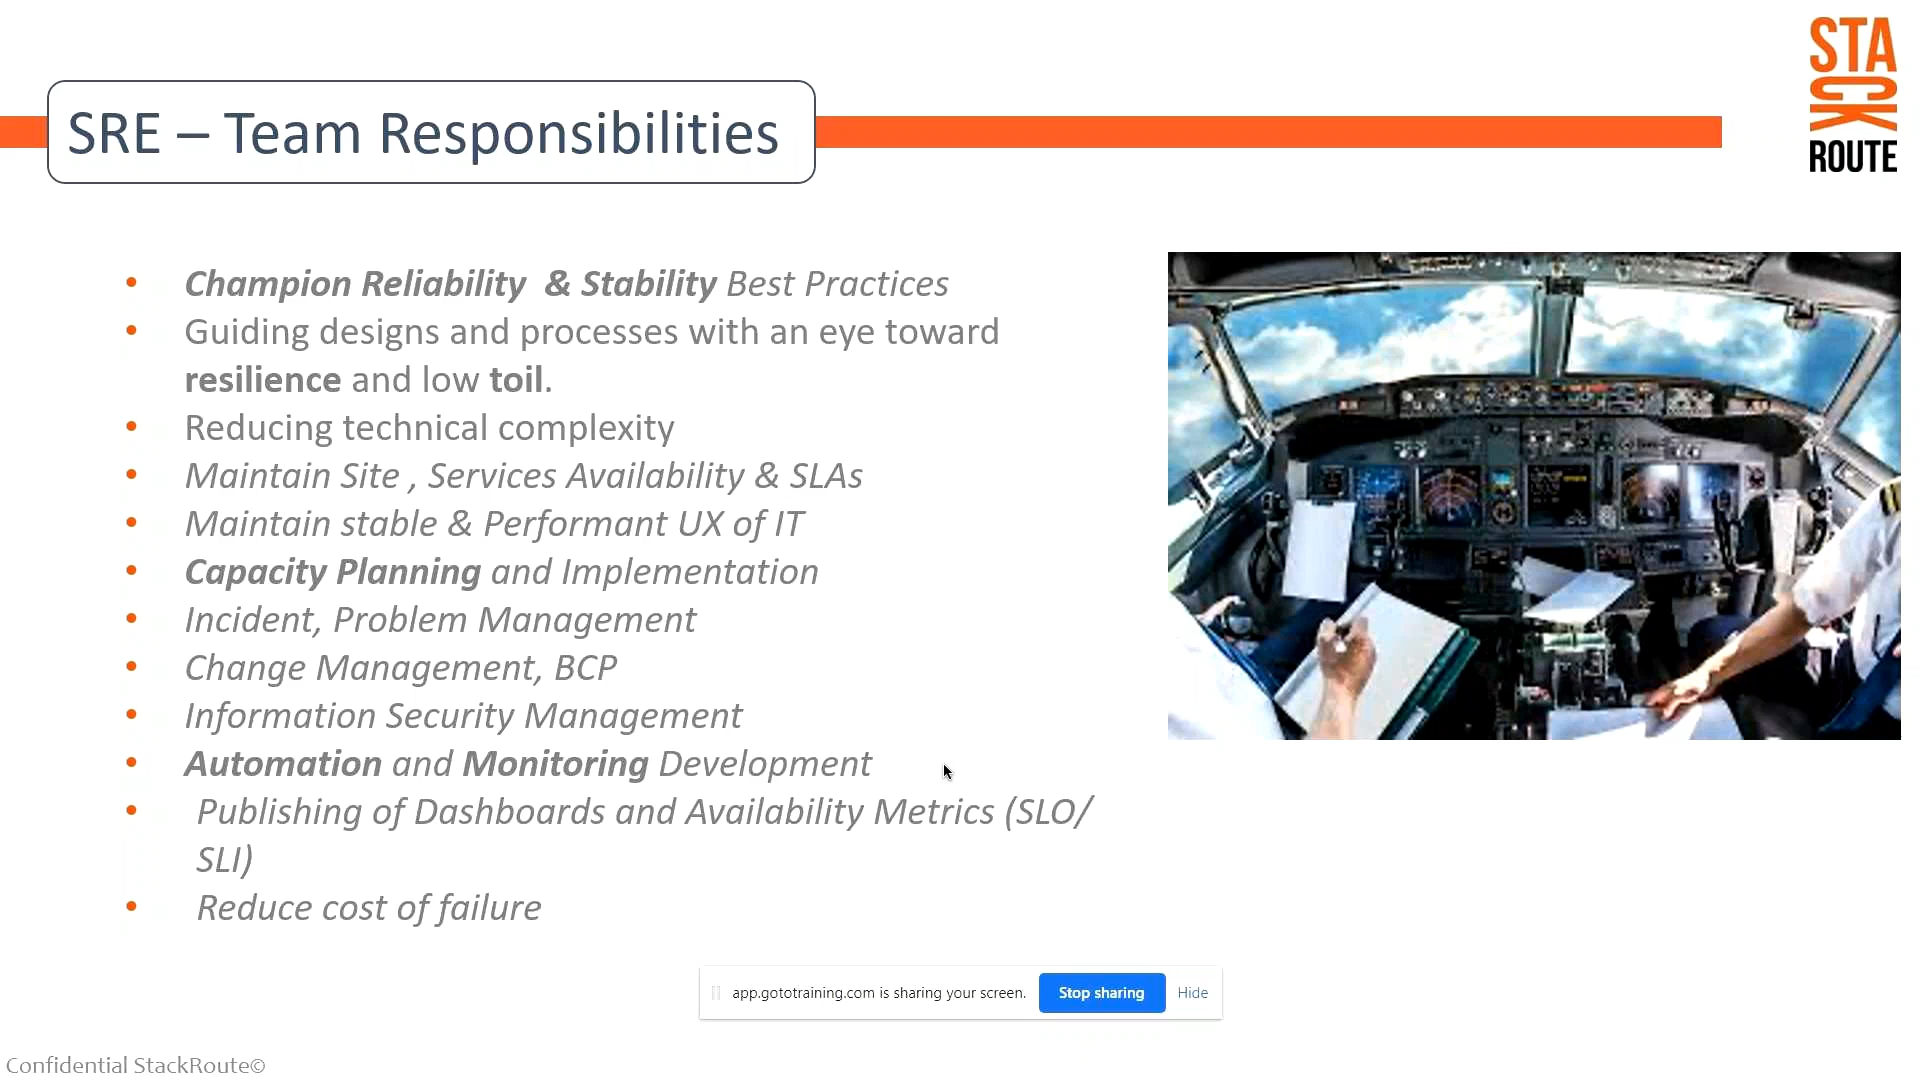 STA
CK
ROUTE
SRE – Team Responsibilities
• Champion Reliability & Stability Best Practices
• Guiding designs and processes with an eye toward
resilience and low toil.
• Reducing technical complexity
• Maintain Site , Services Availability & SLAs
• Maintain stable & Performant UX of IT
• Capacity Planning and Implementation
• Incident, Problem Management
• Change Management, BCP
• Information Security Management
• Automation and Monitoring Development
• Publishing of Dashboards and Availability Metrics (SLO/
SLI)
• Reduce cost of failure
app.gototraining.com is sharing your screen. Stop sharing Hide
Confidential StackRoute©